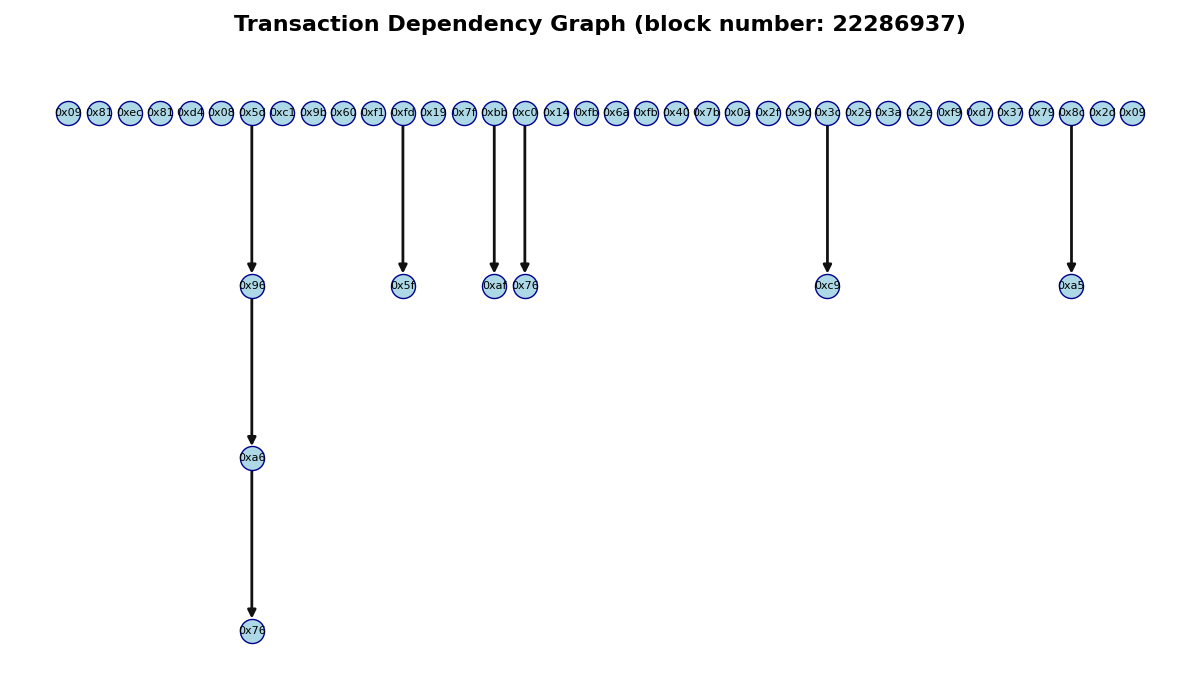 Transaction Dependency Graph (block number: 22286937)
0x09 0x81 0xec 0x81 0xd4 0x08 0x5d 0xc1 0x9b 0x60 0xf1 0xfd 0x19 0x7f 0xbb 0xc0 0x14 0xfb 0x6a 0xfb 0x40 0x7b 0x0a 0x2f 0x9d 0x3d 0x2e 0x3a 0x2e 0xf9 0xd7 0x37 0x79 0x8c 0x2d 0x09
0x96 0x5f 0xaf 0x76 0xc9 0xa5
0xa6
0x76